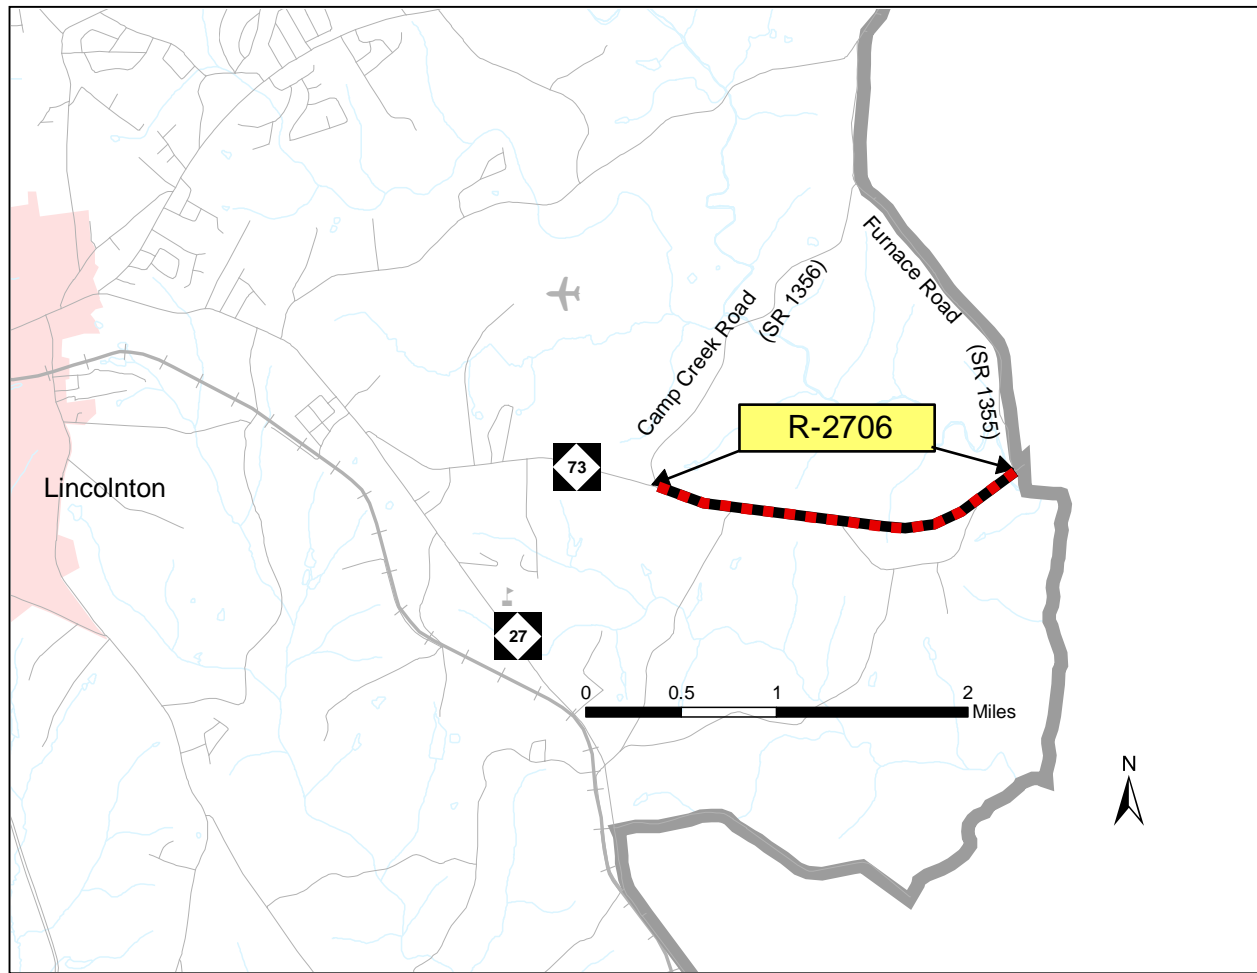 Furnace Road
(SR 1355)
Camp Creek Road
(SR 1356)
R-2706
73
Lincolnton
27
0 0.5 1 2
Miles
N